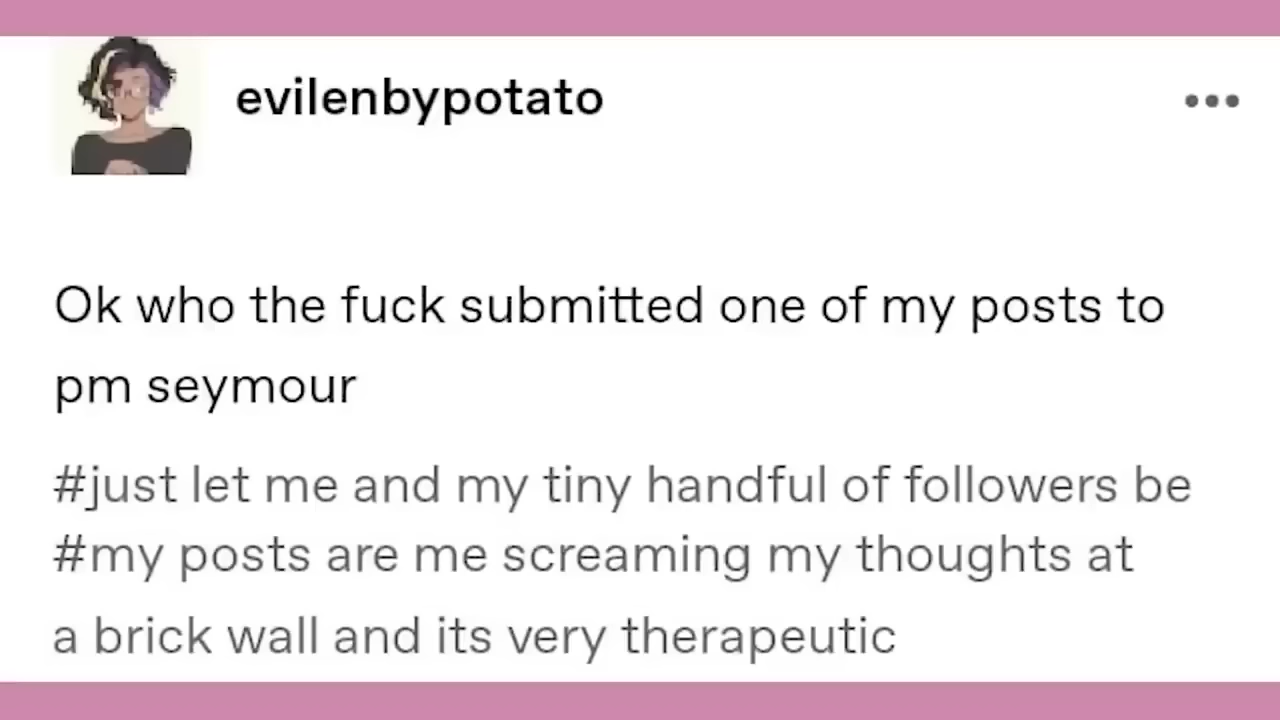 evilenbypotato
Ok who the fuck submitted one of my posts to
pm seymour
#just let me and my tiny handful of followers be
#my posts are me screaming my thoughts at
a brick wall and its very therapeutic